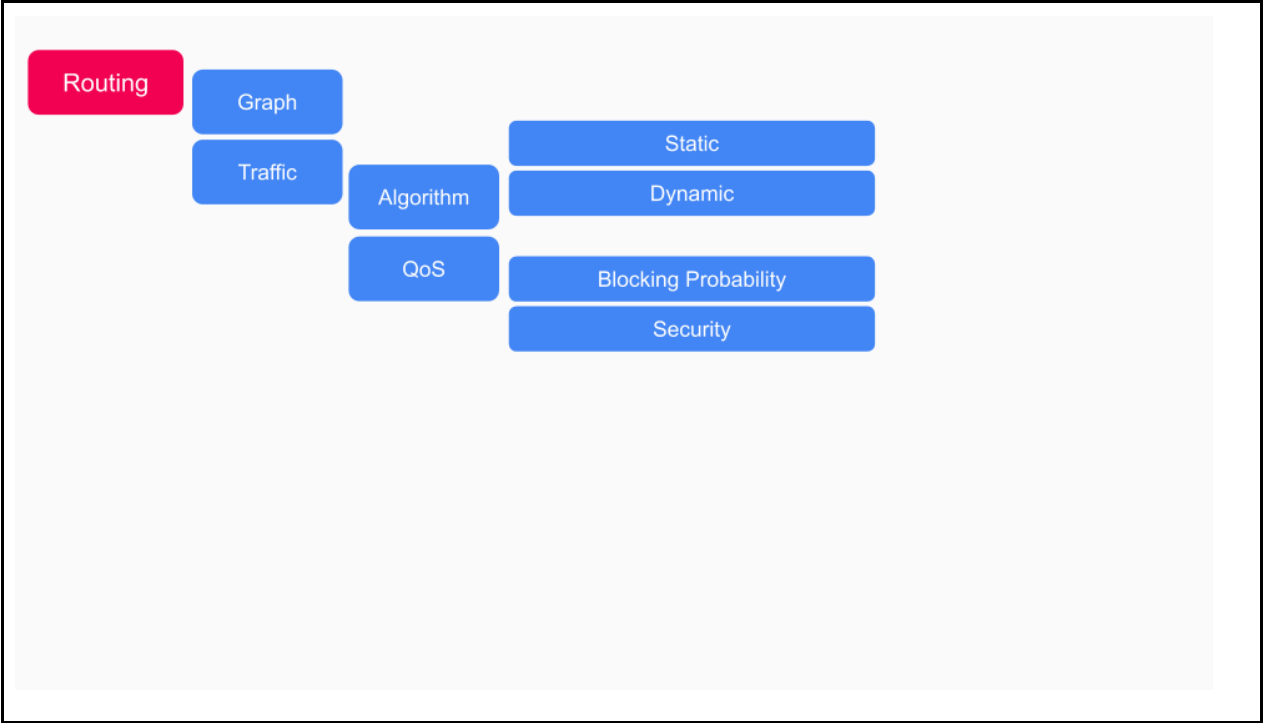 Routing
Graph
Traffic
Algorithm
Static
Dynamic
QoS
Blocking Probability
Security